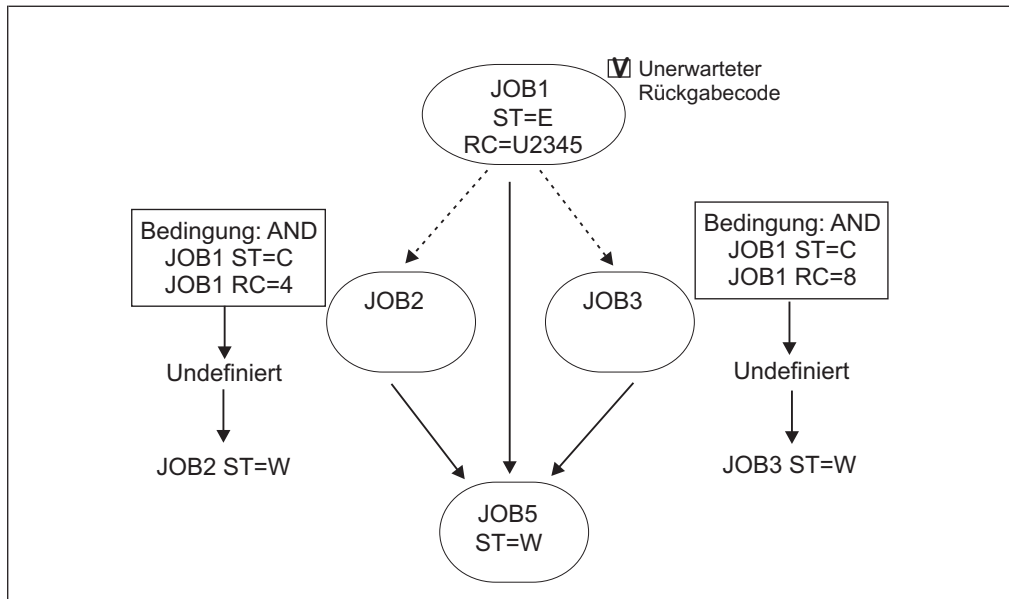 JOB1
ST=E
RC=U2345
Unerwarteter
Rückgabecode
Bedingung: AND
JOB1 ST=C
JOB1 RC=4
Undefiniert
JOB2 ST=W
JOB2
JOB3
Bedingung: AND
JOB1 ST=C
JOB1 RC=8
Undefiniert
JOB3 ST=W
JOB5
ST=W